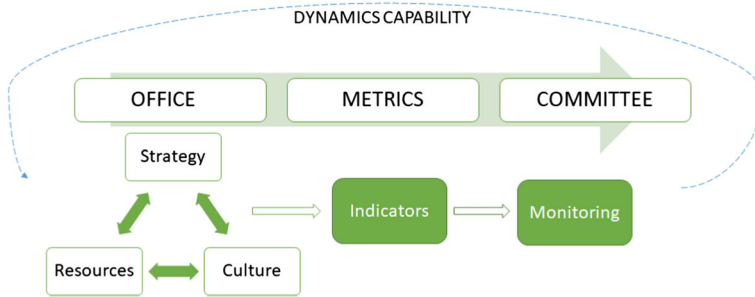 DYNAMICS CAPABILITY
OFFICE
METRICS
COMMITTEE
Strategy
Indicators
Monitoring
Resources
Culture